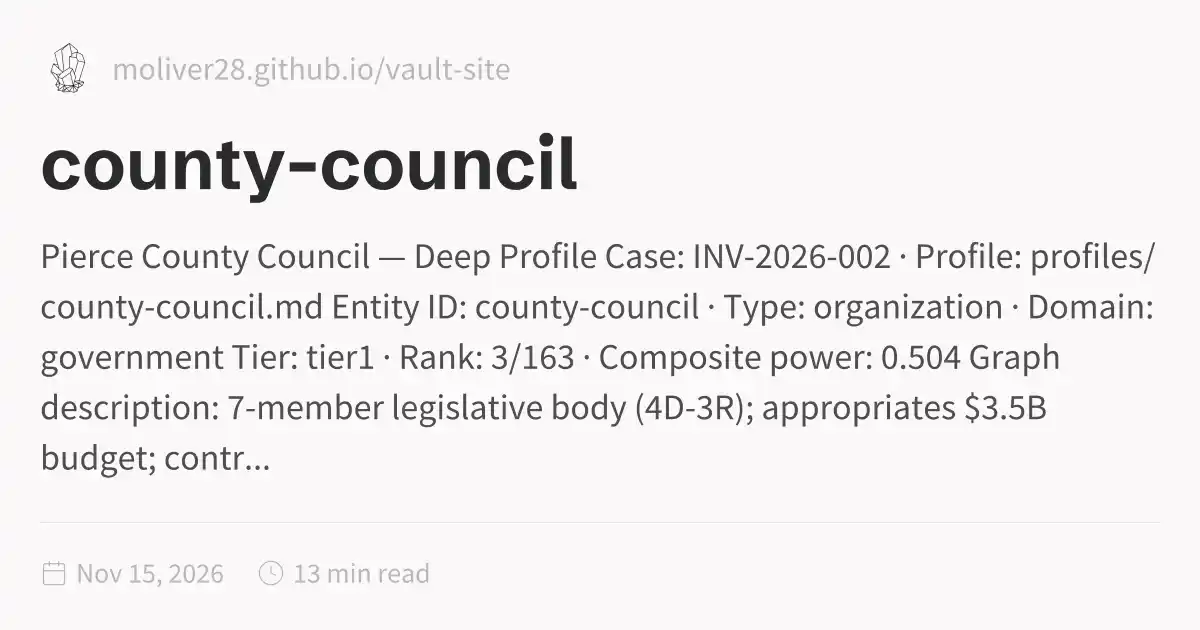 moliver28.github.io/vault-site
county-council
Pierce County Council — Deep Profile Case: INV-2026-002 · Profile: profiles/
county-council.md Entity ID: county-council · Type: organization · Domain:
government Tier: tier1 · Rank: 3/163 · Composite power: 0.504 Graph
description: 7-member legislative body (4D-3R); appropriates $3.5B
budget; contr...
Nov 15, 2026 13 min read